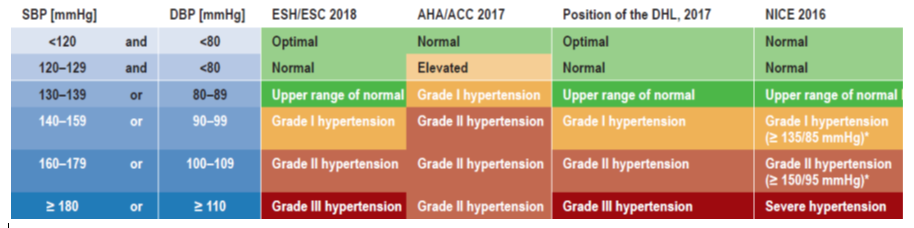 SBP [mmHg] DBP [mmHg] ESH/ESC 2018 AHA/ACC 2017 Position of the DHL, 2017 NICE 2016
<120 and <80 Optimal Normal Optimal Normal
120–129 and <80 Normal Elevated Normal Normal
130–139 or 80–89 Upper range of normal Grade I hypertension Upper range of normal Upper range of normal
140–159 or 90–99 Grade I hypertension Grade II hypertension Grade I hypertension Grade I hypertension
(≥ 135/85 mmHg)*
160–179 or 100–109 Grade II hypertension Grade II hypertension Grade II hypertension Grade II hypertension
(≥ 150/95 mmHg)*
≥ 180 or ≥ 110 Grade III hypertension Grade II hypertension Grade III hypertension Severe hypertension